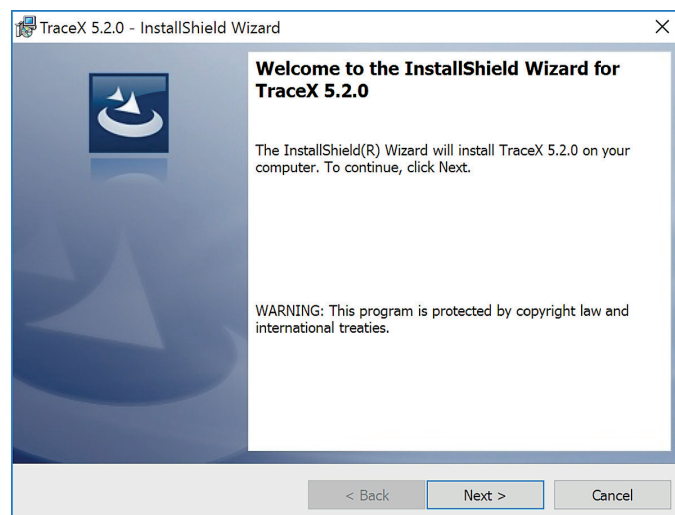 TraceX 5.2.0 - InstallShield Wizard
Welcome to the InstallShield Wizard for
TraceX 5.2.0
The InstallShield(R) Wizard will install TraceX 5.2.0 on your
computer. To continue, click Next.
WARNING: This program is protected by copyright law and
international treaties.
< Back Next > Cancel